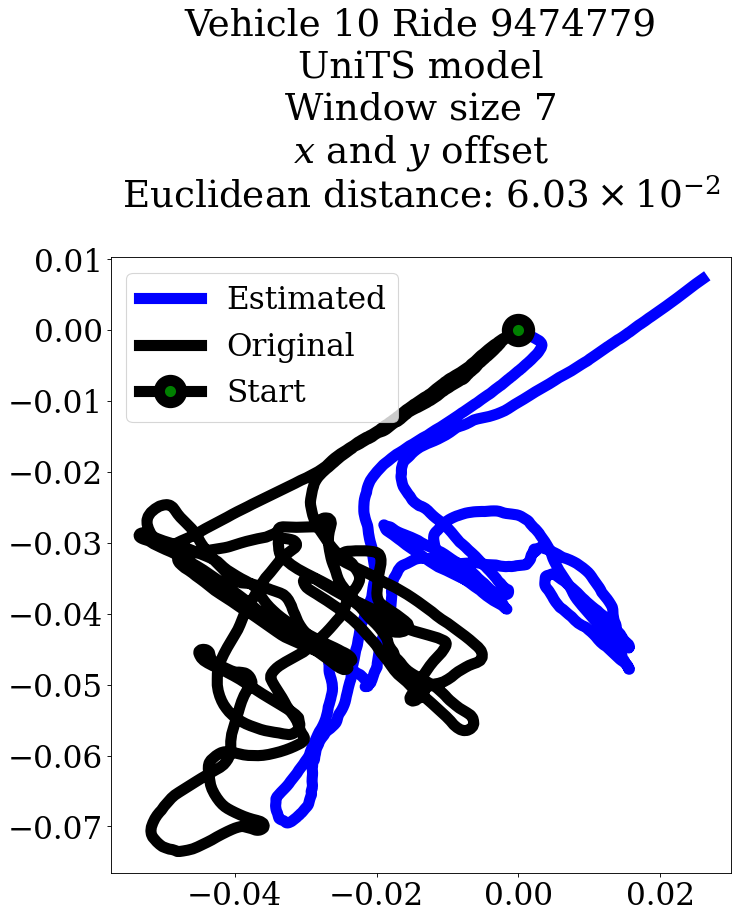 Vehicle 10 Ride 9474779
UniTS model
Window size 7
x and y offset
Euclidean distance: 6.03 × 10⁻²
0.01
Estimated
0.00
Original
−0.01
Start
−0.02
−0.03
−0.04
−0.05
−0.06
−0.07
−0.04 −0.02 0.00 0.02